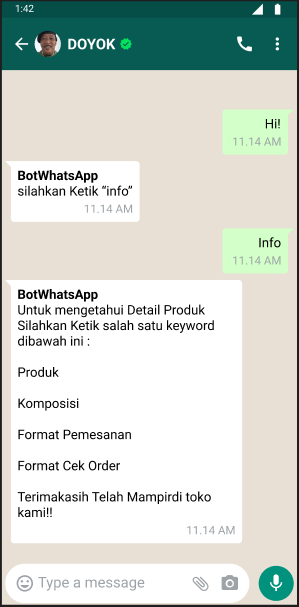 1:42
DOYOK
Hi!
11.14 AM
BotWhatsApp
silahkan Ketik “info”
11.14 AM
Info
11.14 AM
BotWhatsApp
Untuk mengetahui Detail Produk
Silahkan Ketik salah satu keyword
dibawah ini :
Produk
Komposisi
Format Pemesanan
Format Cek Order
Terimakasih Telah Mampirdi toko
kami!!
11.14 AM
Type a message